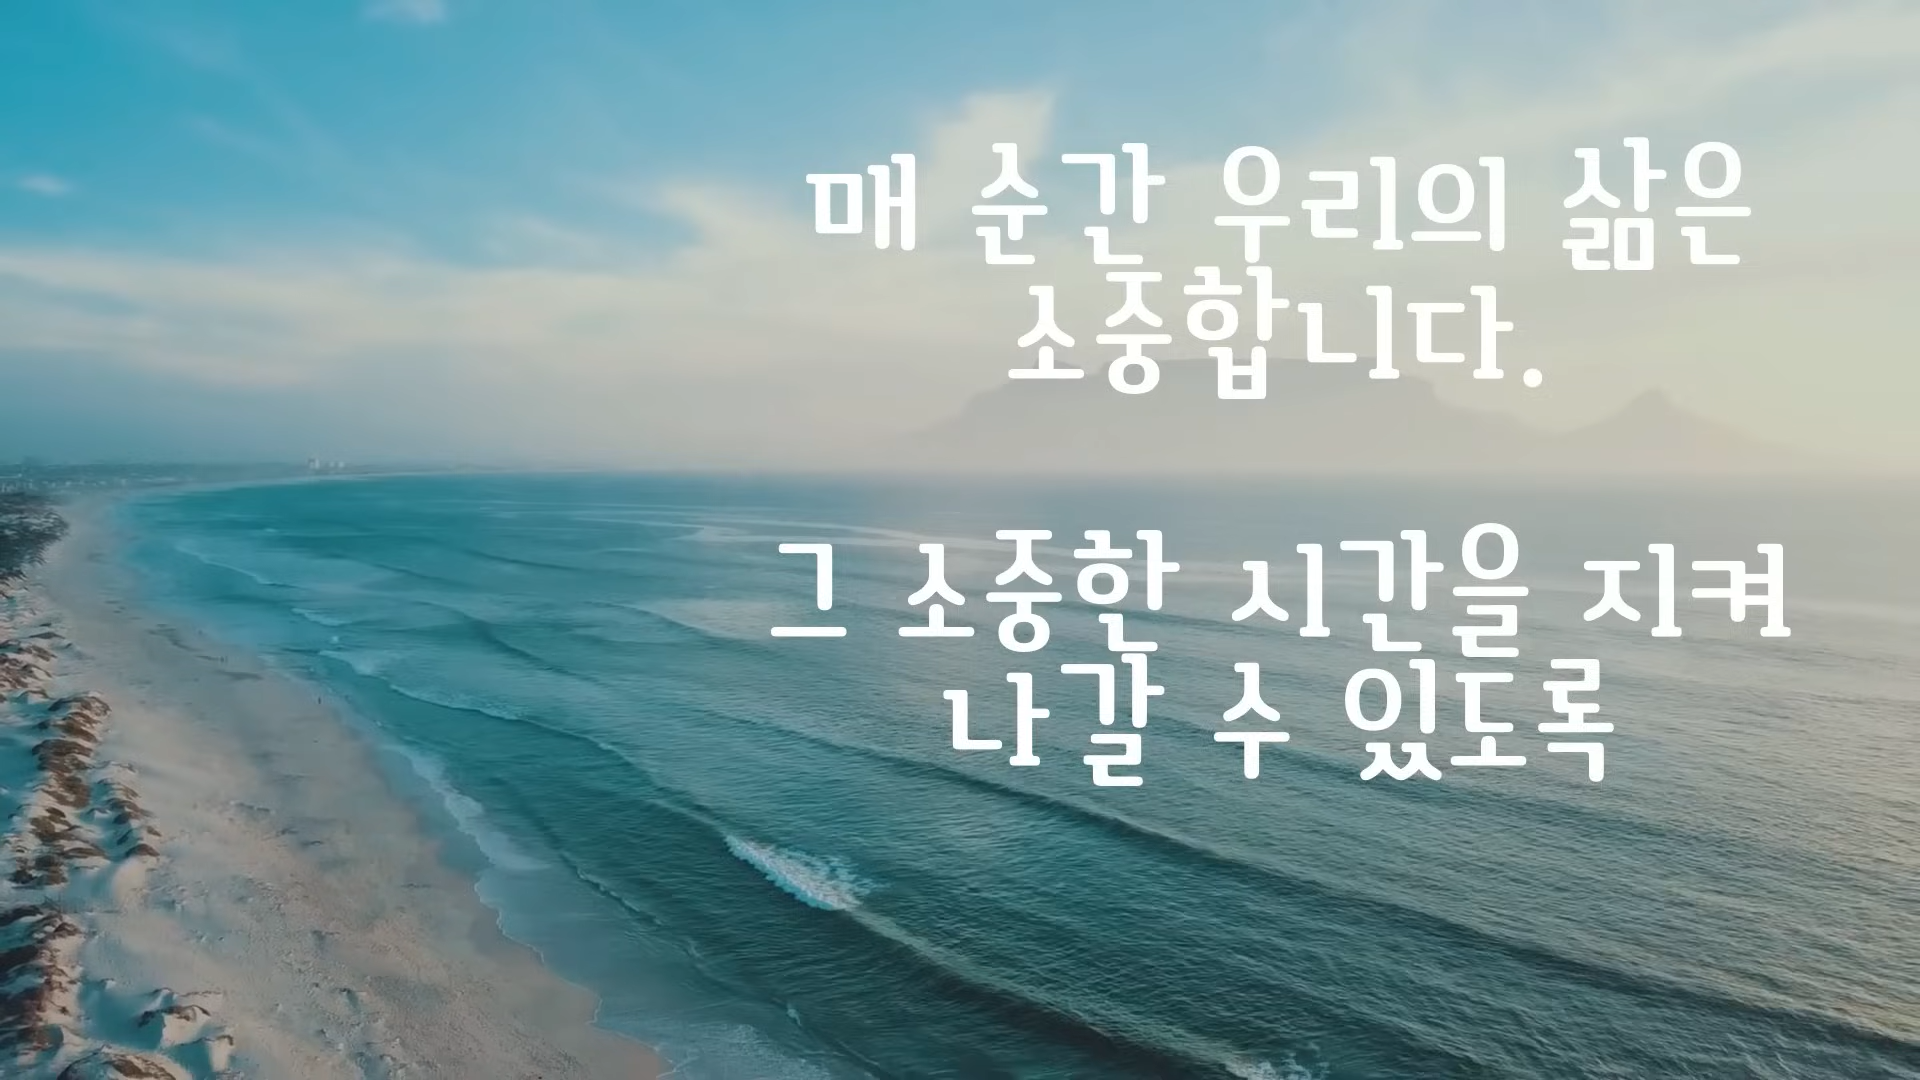 매 순간 우리의 삶은
소중합니다.
그 소중한 시간을 지켜
나갈 수 있도록